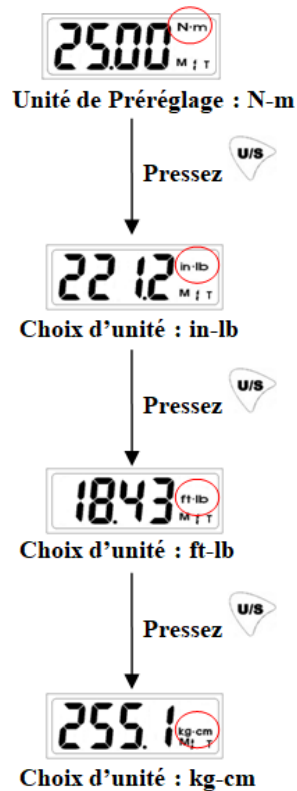 25.00 N·m
M f T
Unité de Préréglage : N-m
U/S
Pressez
221.2 in·lb
M f T
Choix d’unité : in-lb
U/S
Pressez
18.43 ft·lb
M f T
Choix d’unité : ft-lb
U/S
Pressez
255.1 kg·cm
M f T
Choix d’unité : kg-cm